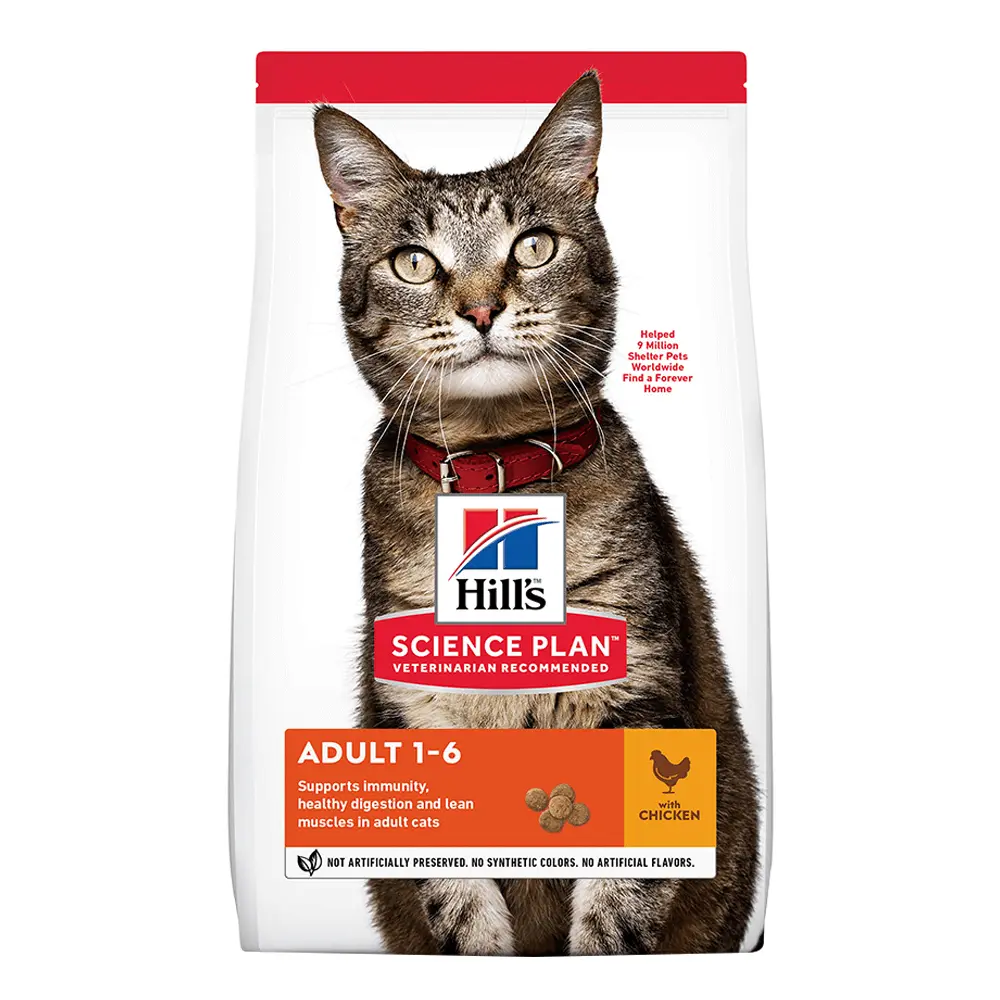 Helped
9 Million
Shelter Pets
Worldwide
Find a Forever
Home
Hill's™
SCIENCE PLAN™
VETERINARIAN RECOMMENDED
ADULT 1-6
Supports immunity,
healthy digestion and lean
muscles in adult cats
with
CHICKEN
NOT ARTIFICIALLY PRESERVED. NO SYNTHETIC COLORS. NO ARTIFICIAL FLAVORS.